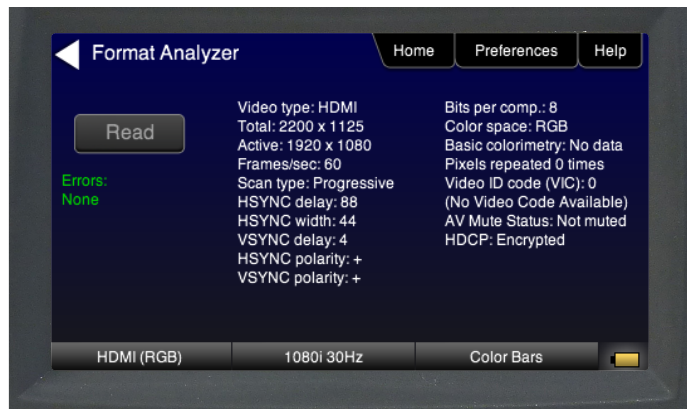 Format Analyzer
Home
Preferences
Help
Read
Errors:
None
Video type: HDMI
Total: 2200 x 1125
Active: 1920 x 1080
Frames/sec: 60
Scan type: Progressive
HSYNC delay: 88
HSYNC width: 44
VSYNC delay: 4
HSYNC polarity: +
VSYNC polarity: +
Bits per comp.: 8
Color space: RGB
Basic colorimetry: No data
Pixels repeated 0 times
Video ID code (VIC): 0
(No Video Code Available)
AV Mute Status: Not muted
HDCP: Encrypted
HDMI (RGB)
1080i 30Hz
Color Bars